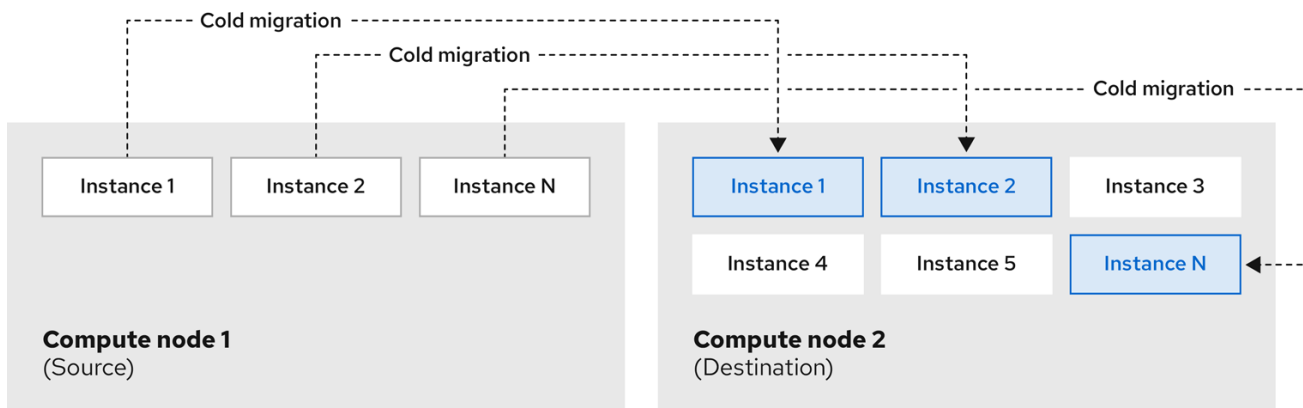 Cold migration
Cold migration
Cold migration
Instance 1
Instance 2
Instance N
Compute node 1
(Source)
Instance 1
Instance 2
Instance 3
Instance 4
Instance 5
Instance N
Compute node 2
(Destination)